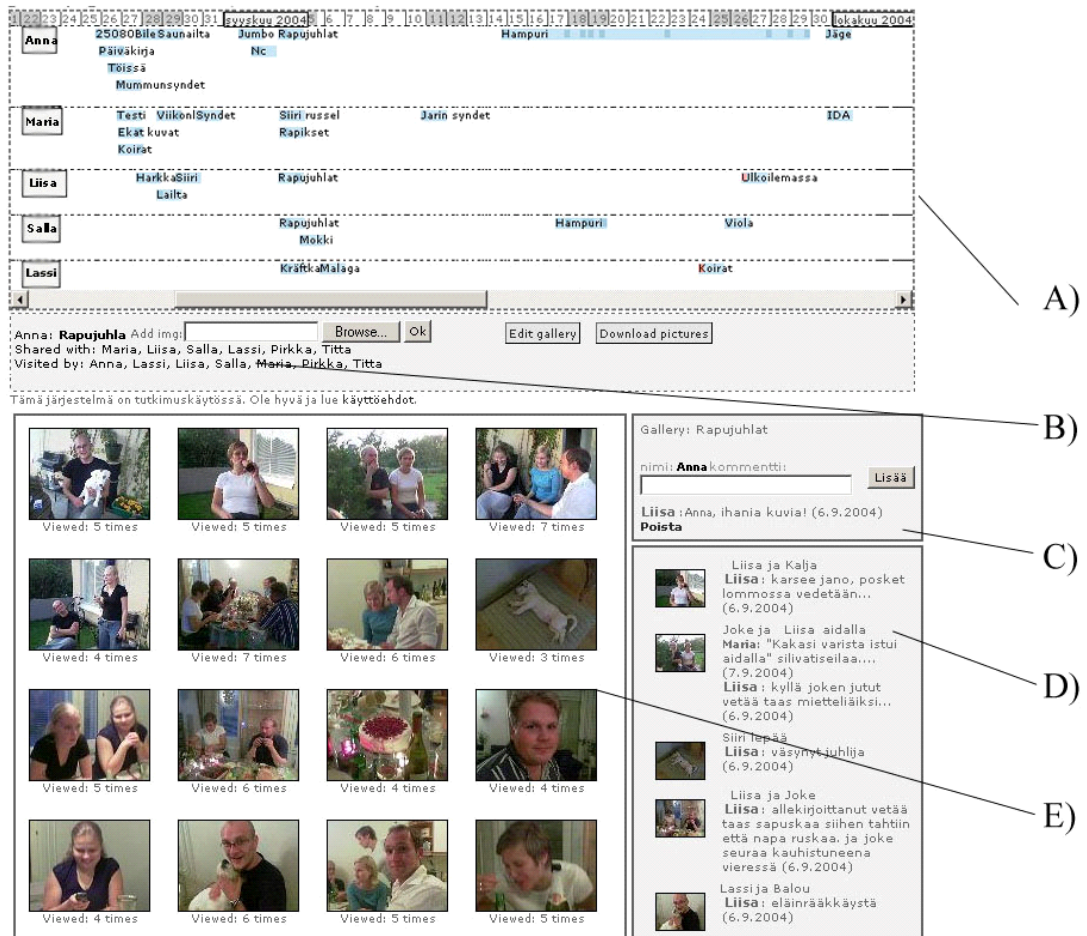 1 22 23 24 25 26 27 28 29 30 31 syyskuu 2004 5 6 7 8 9 10 11 12 13 14 15 16 17 18 19 20 21 22 23 24 25 26 27 28 29 30 lokakuu 2004
Anna
25080 Bile Saunailta Jumbo Rapujuhlat Hampuri Jäge
Päiväkirja Nc
Töissä
Mummunsyndet
Maria
Testi ViikonlSyndet Siiri russel Jarin syndet IDA
Ekat kuvat Rapikset
Koirat
Liisa
HarkkaSiiri Rapujuhlat Ulkoilemassa
Lailta
Salla
Rapujuhlat Hampuri Viola
Mökki
Lassi
KräftkaMalaga Koirat
A)
Anna: Rapujuhla Add img: Browse... Ok Edit gallery Download pictures
Shared with: Maria, Liisa, Salla, Lassi, Pirkka, Titta
Visited by: Anna, Lassi, Liisa, Salla, Maria, Pirkka, Titta
B)
Tämä järjestelmä on tutkimuskäytössä. Ole hyvä ja lue käyttöehdot.
Viewed: 5 times
Viewed: 5 times
Viewed: 6 times
Viewed: 7 times
Viewed: 4 times
Viewed: 7 times
Viewed: 6 times
Viewed: 3 times
Viewed: 5 times
Viewed: 6 times
Viewed: 4 times
Viewed: 4 times
Viewed: 4 times
Viewed: 6 times
Viewed: 5 times
Viewed: 5 times
Gallery: Rapujuhlat
nimi: Anna kommentti:
Lisää
Liisa :Anna, ihania kuvia! (6.9.2004)
Poista
C)
Liisa ja Kalja
Liisa: karsee jano, posket
lommossa vedetään...
(6.9.2004)
Joke ja Liisa aidalla
Maria: "Kakasi varista istui
aidalla" silivatiseilaa....
(7.9.2004)
Liisa : kyllä joken jutut
vetää taas mietteliäiksi...
(6.9.2004)
D)
Siiri lepää
Liisa: väsynyt juhlija
(6.9.2004)
Liisa ja Joke
Liisa: allekirjoittanut vetää
taas sapuskaa siihen tahtiin
että napa ruskaa. ja joke
seuraa kauhistuneena
vieressä (6.9.2004)
E)
Lassi ja Balou
Liisa: eläinrääkkäystä
(6.9.2004)